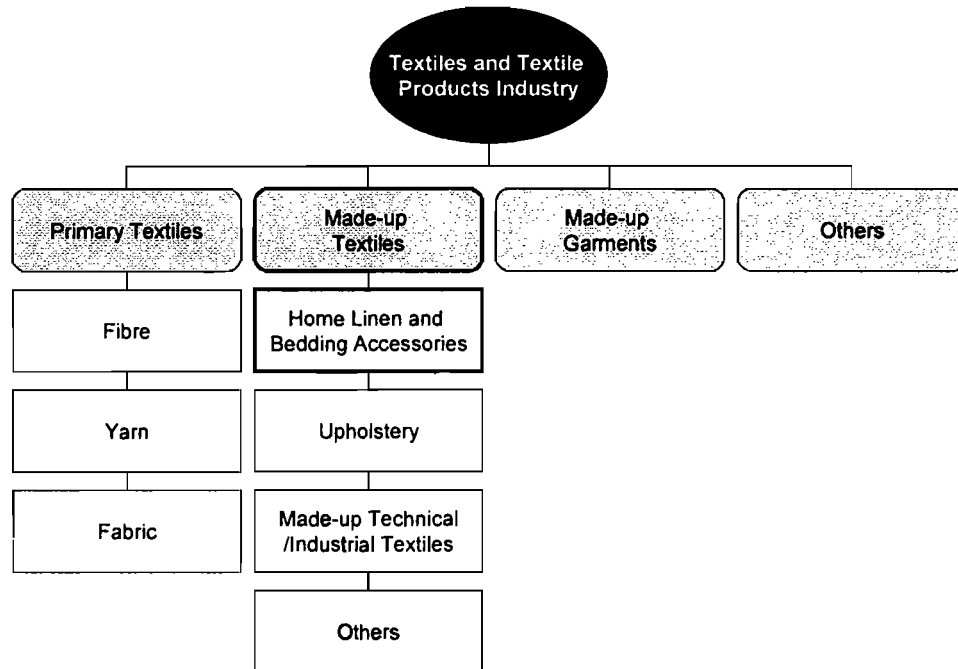 Textiles and Textile
Products Industry
Primary Textiles
Made-up
Textiles
Made-up
Garments
Others
Fibre
Home Linen and
Bedding Accessories
Yarn
Upholstery
Fabric
Made-up Technical
/Industrial Textiles
Others